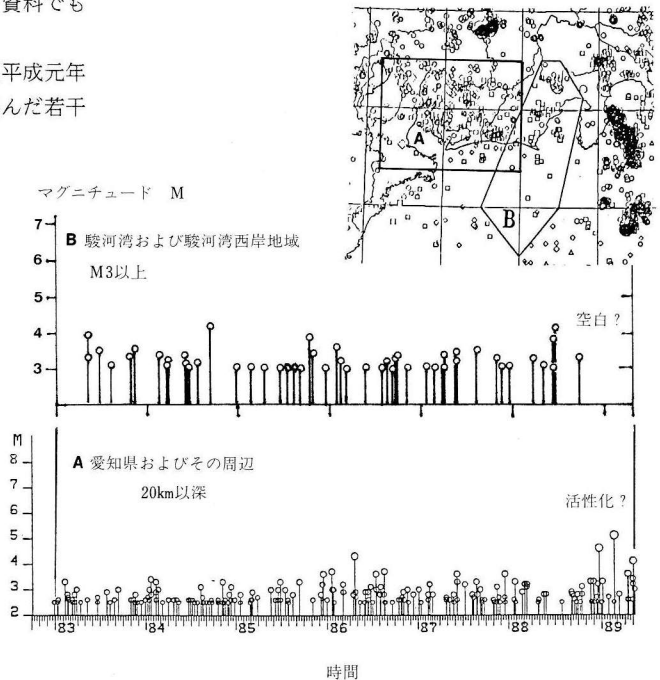 資料でも
平成元年
んだ若干
A
B
マグニチュード M
7
B 駿河湾および駿河湾西岸地域
6
M3以上
5
空白?
4
3
M
8
A 愛知県およびその周辺
7
20km以深
活性化?
6
5
4
3
2
83 84 85 86 87 88 89
時間